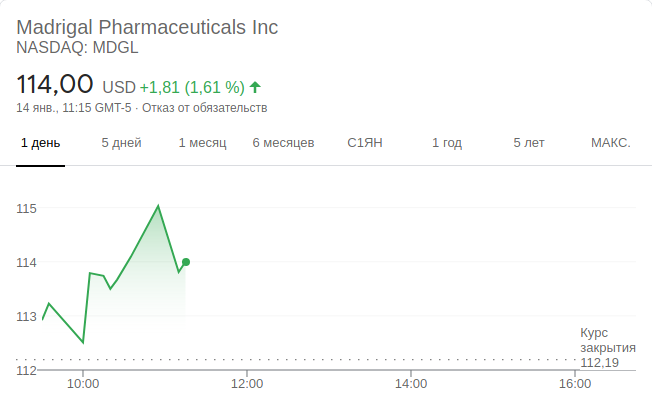 Madrigal Pharmaceuticals Inc
NASDAQ: MDGL
114,00 USD +1,81 (1,61 %)
14 янв., 11:15 GMT-5 · Отказ от обязательств
1 день 5 дней 1 месяц 6 месяцев С1ЯН 1 год 5 лет МАКС.
115
114
113
Курс
закрытия
112,19
112
10:00 12:00 14:00 16:00